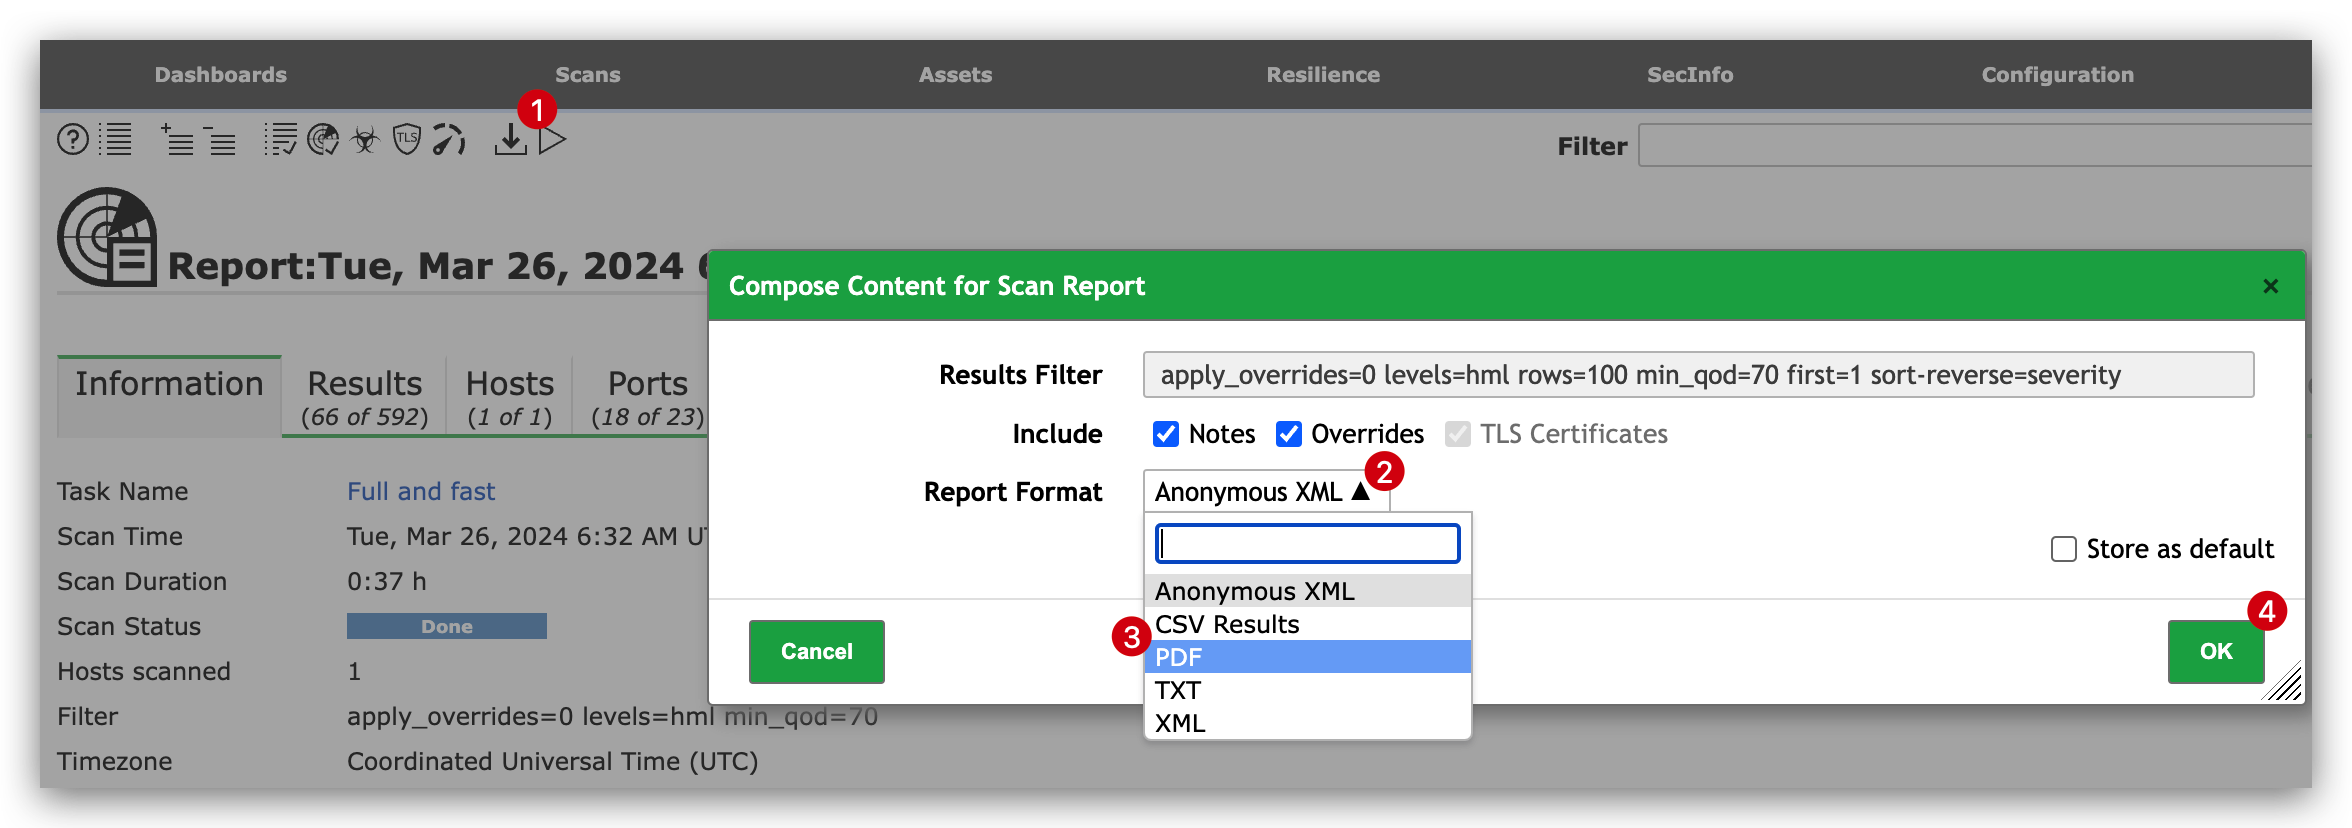 Dashboards Scans Assets Resilience SecInfo Configuration
1
? TLS Filter
Report:Tue, Mar 26, 2024
Compose Content for Scan Report ×
Results Filter apply_overrides=0 levels=hml rows=100 min_qod=70 first=1 sort-reverse=severity
Include Notes Overrides TLS Certificates
2
Report Format Anonymous XML ▲
Store as default
Anonymous XML
CSV Results
3
PDF
TXT
XML
Cancel
4
OK
Information Results Hosts Ports
(66 of 592) (1 of 1) (18 of 23)
Task Name Full and fast
Scan Time Tue, Mar 26, 2024 6:32 AM
Scan Duration 0:37 h
Scan Status Done
Hosts scanned 1
Filter apply_overrides=0 levels=hml min_qod=70
Timezone Coordinated Universal Time (UTC)